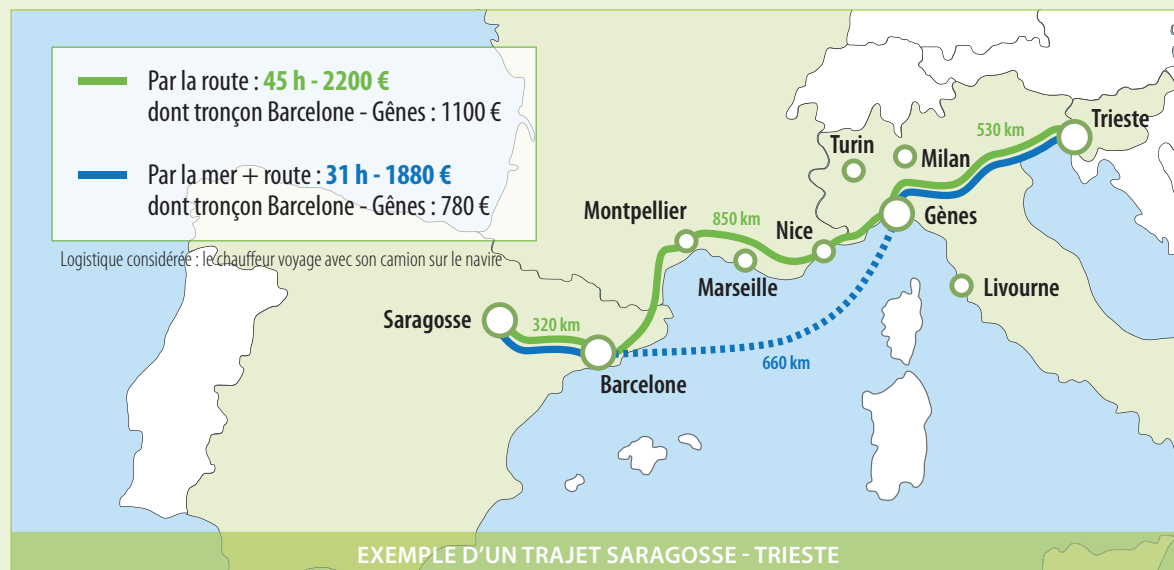 Par la route : 45 h - 2200 €
dont tronçon Barcelone - Gênes : 1100 €
Par la mer + route : 31 h - 1880 €
dont tronçon Barcelone - Gênes : 780 €
Logistique considérée : le chauffeur voyage avec son camion sur le navire
530 km
Trieste
Turin
Milan
Montpellier
850 km
Nice
Gènes
Marseille
Livourne
Saragosse
320 km
660 km
Barcelone
EXEMPLE D'UN TRAJET SARAGOSSE - TRIESTE